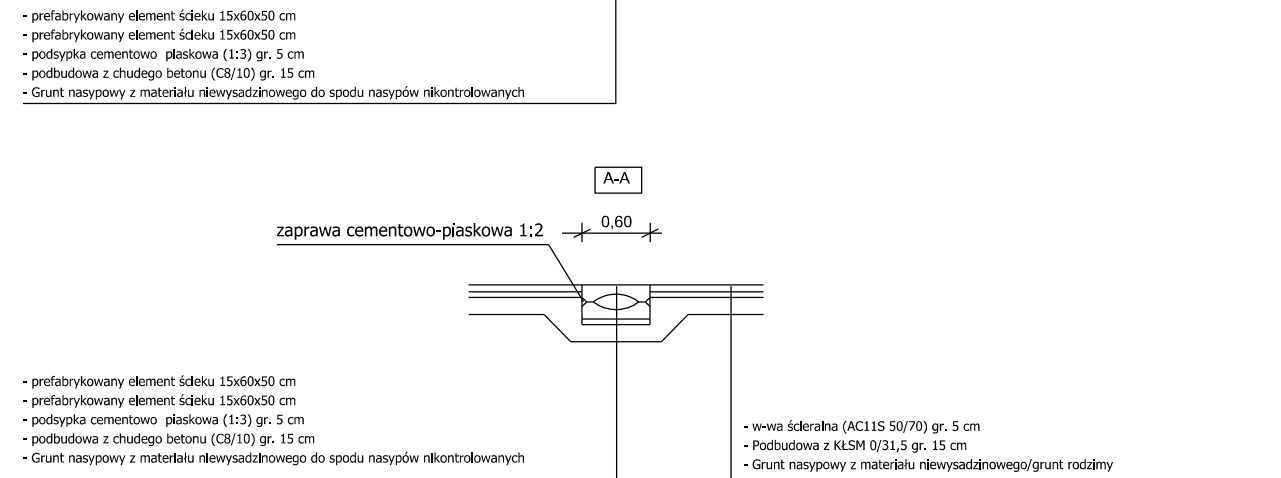 - prefabrykowany element ścieku 15x60x50 cm
- prefabrykowany element ścieku 15x60x50 cm
- podsypka cementowo piaskowa (1:3) gr. 5 cm
- podbudowa z chudego betonu (C8/10) gr. 15 cm
- Grunt nasypowy z materiału niewysadzinowego do spodu nasypów nikontrolowanych
A-A
0,60
zaprawa cementowo-piaskowa 1:2
- prefabrykowany element ścieku 15x60x50 cm
- prefabrykowany element ścieku 15x60x50 cm
- podsypka cementowo piaskowa (1:3) gr. 5 cm
- podbudowa z chudego betonu (C8/10) gr. 15 cm
- Grunt nasypowy z materiału niewysadzinowego do spodu nasypów nikontrolowanych
- w-wa ścieralna (AC11S 50/70) gr. 5 cm
- Podbudowa z KŁSM 0/31,5 gr. 15 cm
- Grunt nasypowy z materiału niewysadzinowego/grunt rodzimy